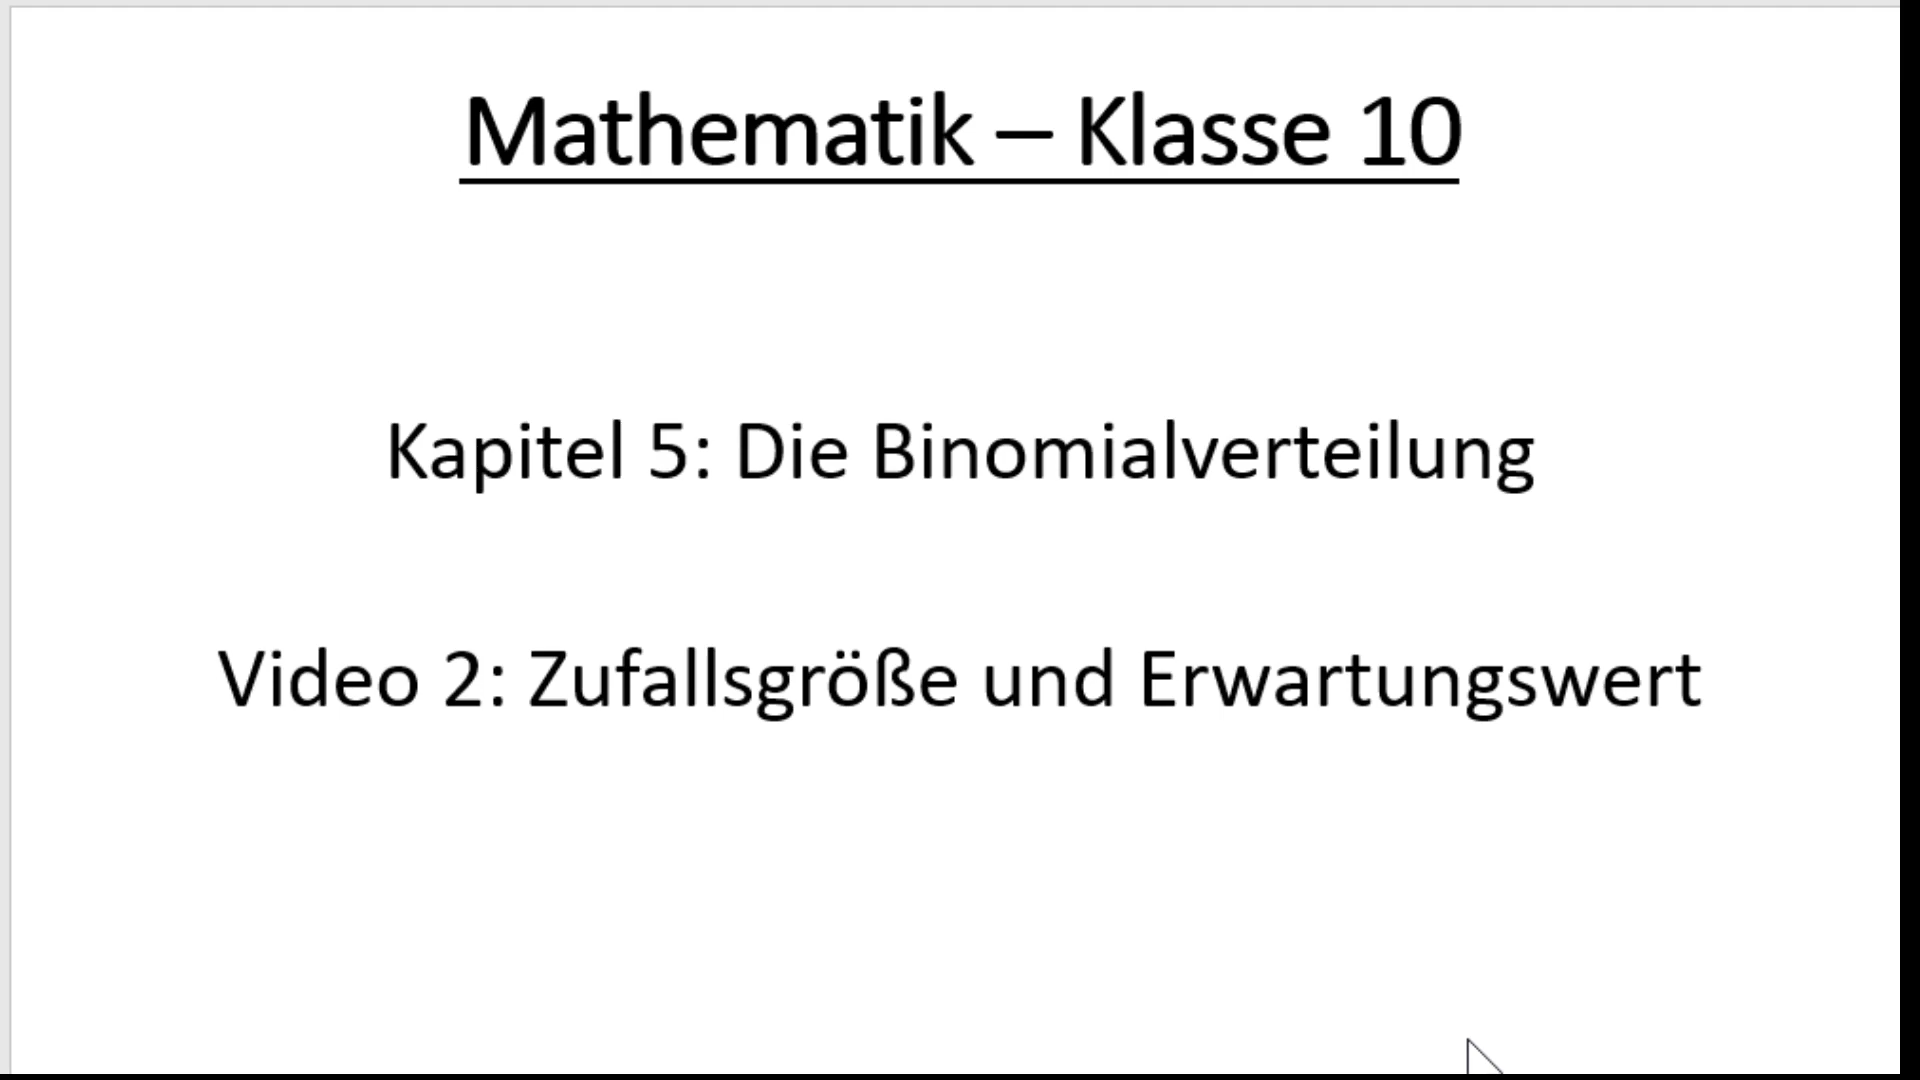 Mathematik – Klasse 10
Kapitel 5: Die Binomialverteilung
Video 2: Zufallsgröße und Erwartungswert